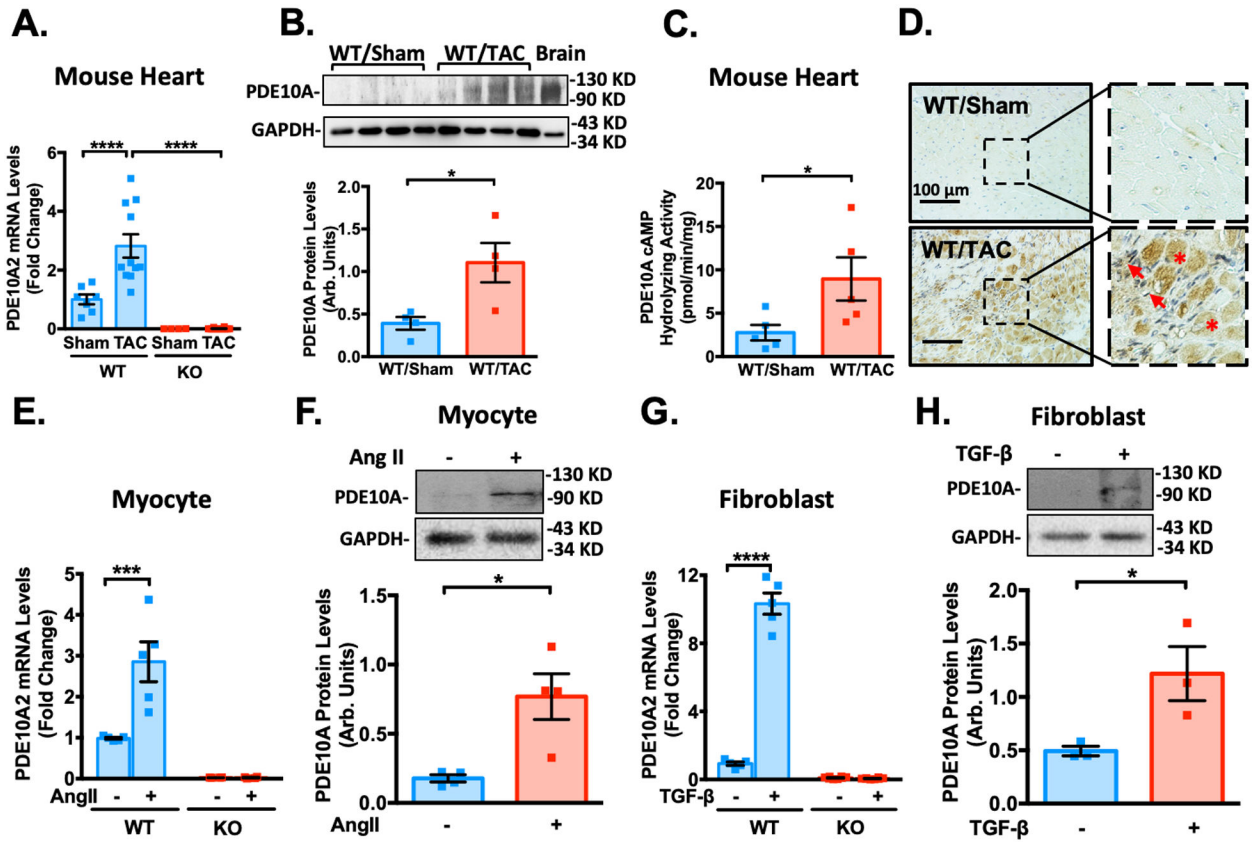 A.
Mouse Heart
PDE10A2 mRNA Levels
(Fold Change)
6
4
2
0
****
****
Sham TAC Sham TAC
WT KO
B.
WT/Sham WT/TAC Brain
PDE10A-
-130 KD
-90 KD
GAPDH-
-43 KD
-34 KD
PDE10A Protein Levels
(Arb. Units)
2.0
1.5
1.0
0.5
0.0
*
WT/Sham WT/TAC
C.
Mouse Heart
PDE10A cAMP
Hydrolyzing Activity
(pmol/min/mg)
20
15
10
5
0
*
WT/Sham WT/TAC
D.
WT/Sham
100 μm
WT/TAC
*
*
E.
Myocyte
PDE10A2 mRNA Levels
(Fold Change)
5
4
3
2
1
0
***
AngII - + - +
WT KO
F.
Myocyte
Ang II - +
PDE10A-
-130 KD
-90 KD
GAPDH-
-43 KD
-34 KD
PDE10A Protein Levels
(Arb. Units)
1.5
1.0
0.5
0.0
*
AngII - +
G.
Fibroblast
PDE10A2 mRNA Levels
(Fold Change)
12
8
4
0
****
TGF-β - + - +
WT KO
H.
Fibroblast
TGF-β - +
PDE10A-
-130 KD
-90 KD
GAPDH-
-43 KD
-34 KD
PDE10A Protein Levels
(Arb. Units)
2.0
1.5
1.0
0.5
0.0
*
TGF-β - +